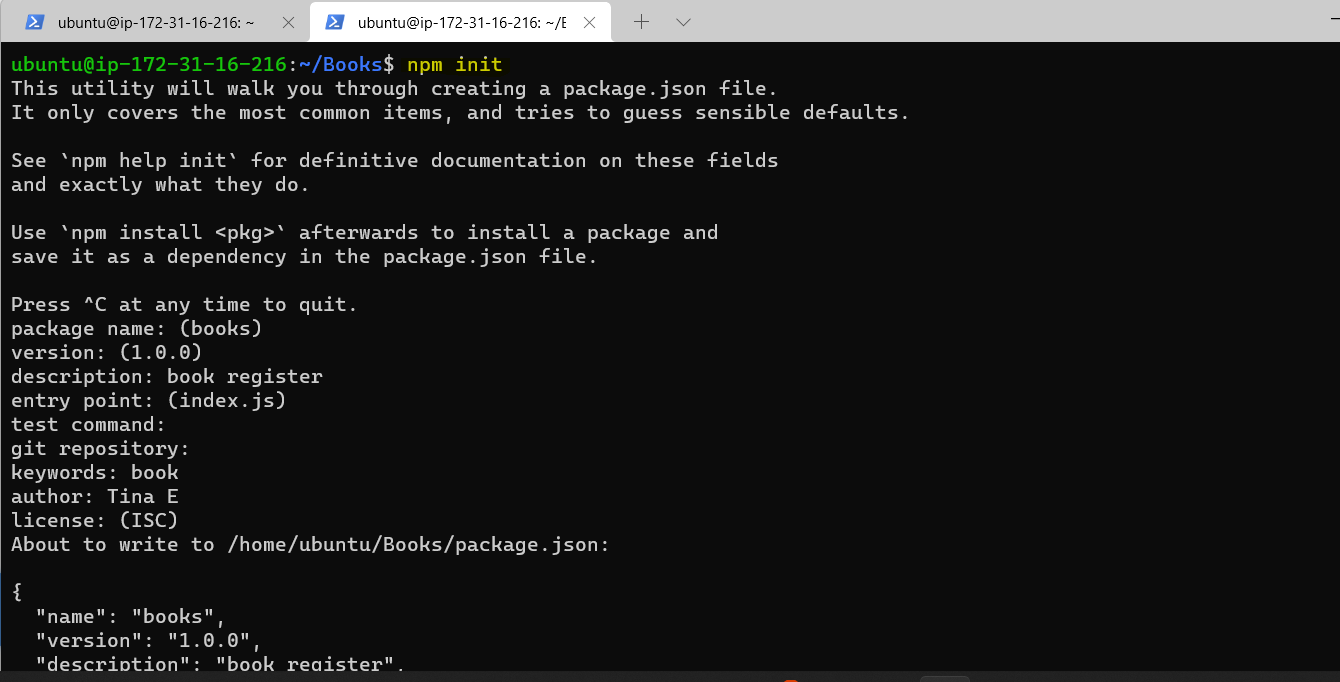 ubuntu@ip-172-31-16-216: ~
ubuntu@ip-172-31-16-216: ~/E
ubuntu@ip-172-31-16-216:~/Books$ npm init
This utility will walk you through creating a package.json file.
It only covers the most common items, and tries to guess sensible defaults.
See `npm help init` for definitive documentation on these fields
and exactly what they do.
Use `npm install <pkg>` afterwards to install a package and
save it as a dependency in the package.json file.
Press ^C at any time to quit.
package name: (books)
version: (1.0.0)
description: book register
entry point: (index.js)
test command:
git repository:
keywords: book
author: Tina E
license: (ISC)
About to write to /home/ubuntu/Books/package.json:
{
"name": "books",
"version": "1.0.0",
"description": "book register",